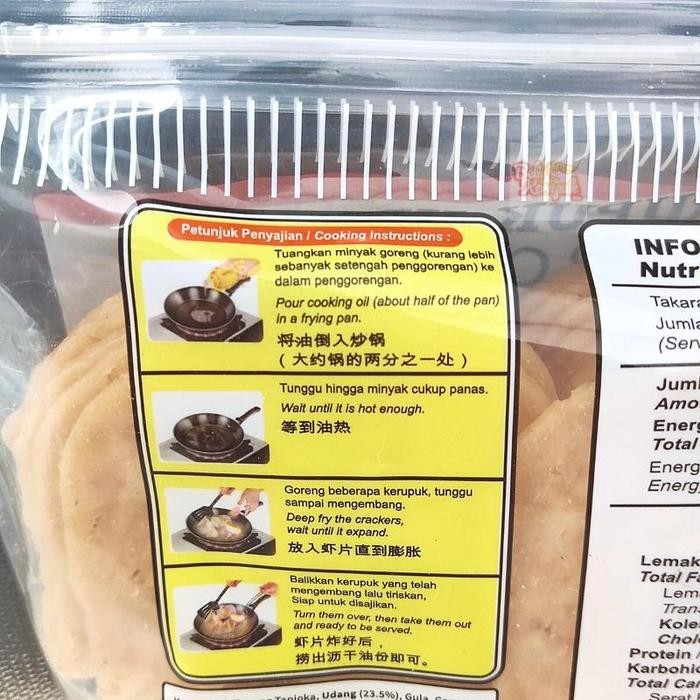 Petunjuk Penyajian / Cooking Instructions :
Tuangkan minyak goreng (kurang lebih
sebanyak setengah penggorengan) ke
dalam penggorengan.
Pour cooking oil (about half of the pan)
in a frying pan.
将油倒入炒锅
( 大约锅的两分之一处 )
Tunggu hingga minyak cukup panas.
Wait until it is hot enough.
等到油热
Goreng beberapa kerupuk, tunggu
sampai mengembang.
Deep fry the crackers,
wait until it expand.
放入虾片直到膨胀
Balikkan kerupuk yang telah
mengembang lalu tiriskan,
Siap untuk disajikan.
Turn them over, then take them out
and ready to be served.
虾片炸好后，
捞出沥干油份即可。
Tapioka, Udang (23.5%), Gula,
INFO
Nutr
Takara
Jumla
(Serv
Juml
Amo
Energ
Total
Energ
Energy
Lemak
Total Fa
Lema
Trans
Kole
Chol
Protein /
Karbohi
Total Car
Serat